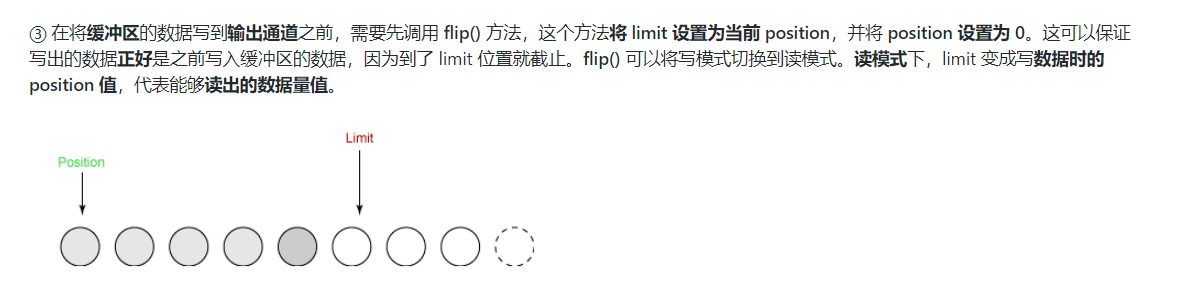 ③ 在将缓冲区的数据写到输出通道之前，需要先调用 flip() 方法，这个方法将 limit 设置为当前 position，并将 position 设置为 0。这可以保证
写出的数据正好是之前写入缓冲区的数据，因为到了 limit 位置就截止。flip() 可以将写模式切换到读模式。读模式下，limit 变成写数据时的
position 值，代表能够读出的数据量值。
Limit
Position